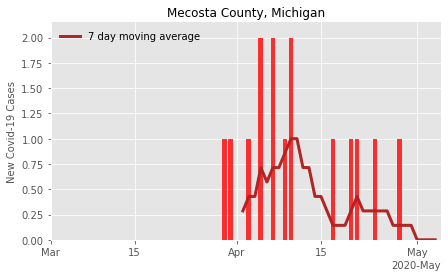 Mecosta County, Michigan
7 day moving average
New Covid-19 Cases
2.00
1.75
1.50
1.25
1.00
0.75
0.50
0.25
0.00
Mar
15
Apr
15
May
2020-May